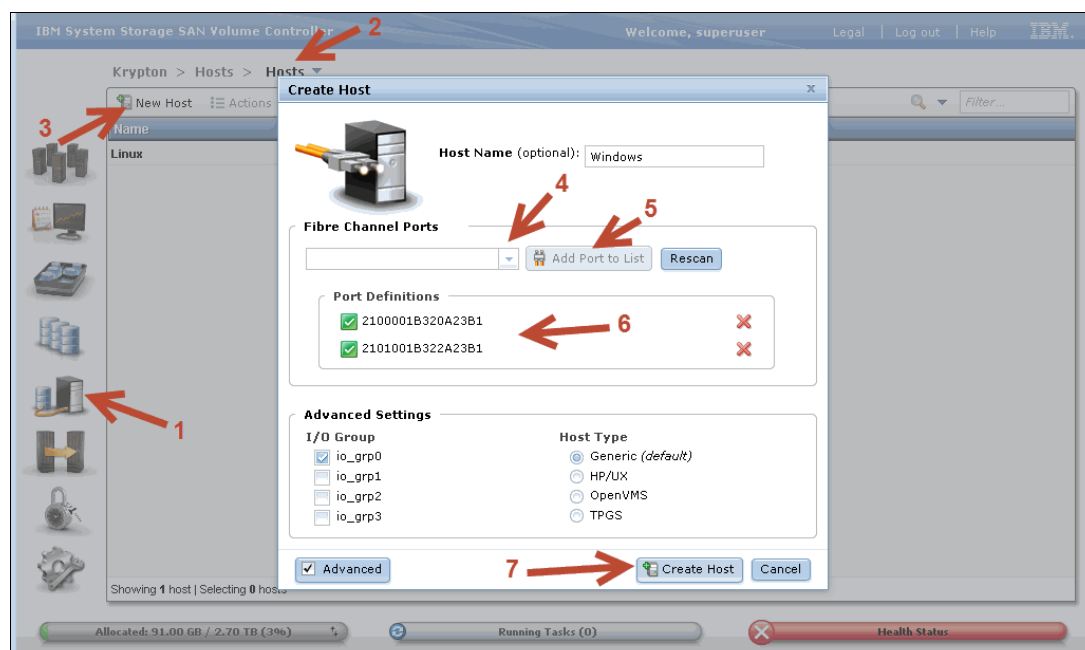 IBM System Storage SAN Volume Controller
2
Welcome, superuser
Legal | Log out | Help
IBM.
Krypton > Hosts > Hosts
New Host
Actions
Filter...
3
Name
Linux
Create Host
x
Host Name (optional):
Windows
4
5
Fibre Channel Ports
Add Port to List
Rescan
Port Definitions
2100001B320A23B1
6
2101001B322A23B1
1
Advanced Settings
I/O Group
Host Type
io_grp0
Generic (default)
io_grp1
HP/UX
io_grp2
OpenVMS
io_grp3
TPGS
Advanced
7
Create Host
Cancel
Showing 1 host | Selecting 0 hosts
Allocated: 91.00 GB / 2.70 TB (3%)
Running Tasks (0)
Health Status